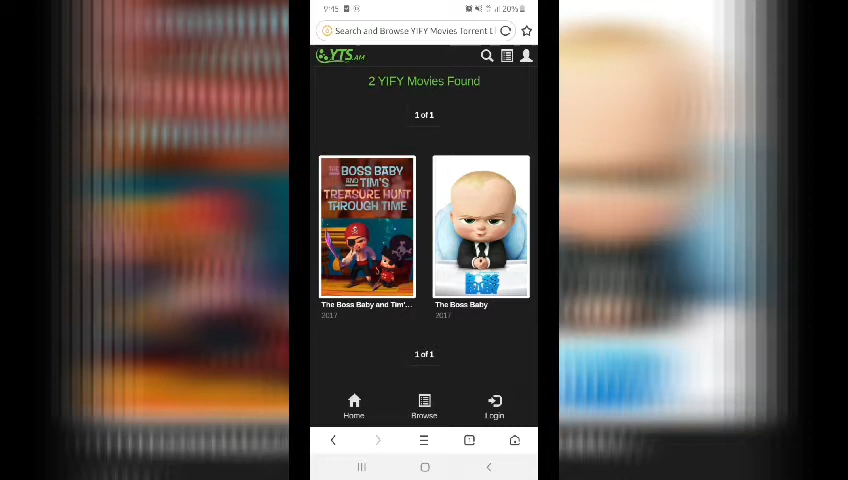 9:45
20%
Search and Browse YIFY Movies Torrent
YTS.AM
2 YIFY Movies Found
1 of 1
THE BOSS BABY
AND TIM'S
TREASURE HUNT
THROUGH TIME
BOSS
BABY
The Boss Baby and Tim'...
2017
The Boss Baby
2017
1 of 1
Home
Browse
Login